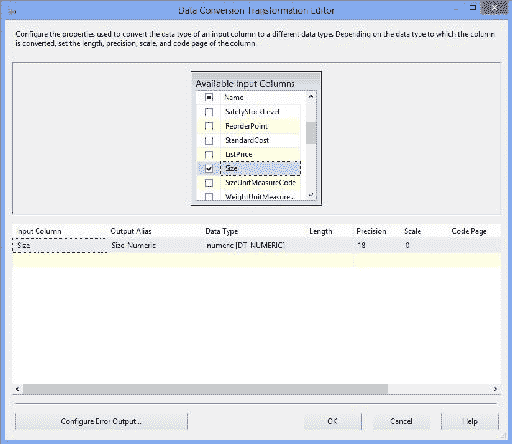 Data Conversion Transformation Editor
Configure the properties used to convert the data type of an input column to a different data type. Depending on the data type to which the column
is converted, set the length, precision, scale, and code page of the column.
Available Input Columns
Name
SafetyStockLevel
ReorderPoint
StandardCost
ListPrice
Size
SizeUnitMeasureCode
WeightUnitMeasure...
Input Column Output Alias Data Type Length Precision Scale Code Page
Size Size Numeric numeric [DT_NUMERIC] 18 0
Configure Error Output... OK Cancel Help